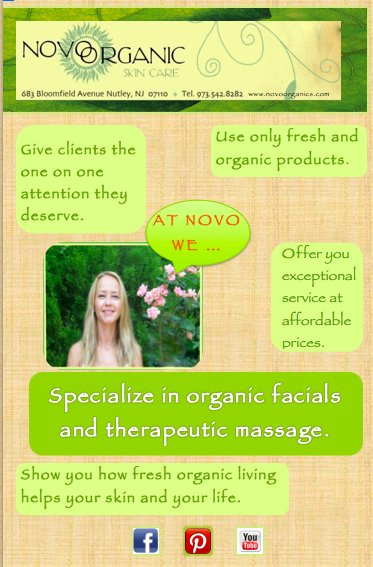 NOVO ORGANIC
SKIN CARE
683 Bloomfield Avenue Nutley, NJ 07110 * Tel. 973.542.8282 www.novoorganics.com
Give clients the
one on one
attention they
deserve.
Use only fresh and
organic products.
AT NOVO
WE ...
Offer you
exceptional
service at
affordable
prices.
Specialize in organic facials
and therapeutic massage.
Show you how fresh organic living
helps your skin and your life.
f
P
You
Tube